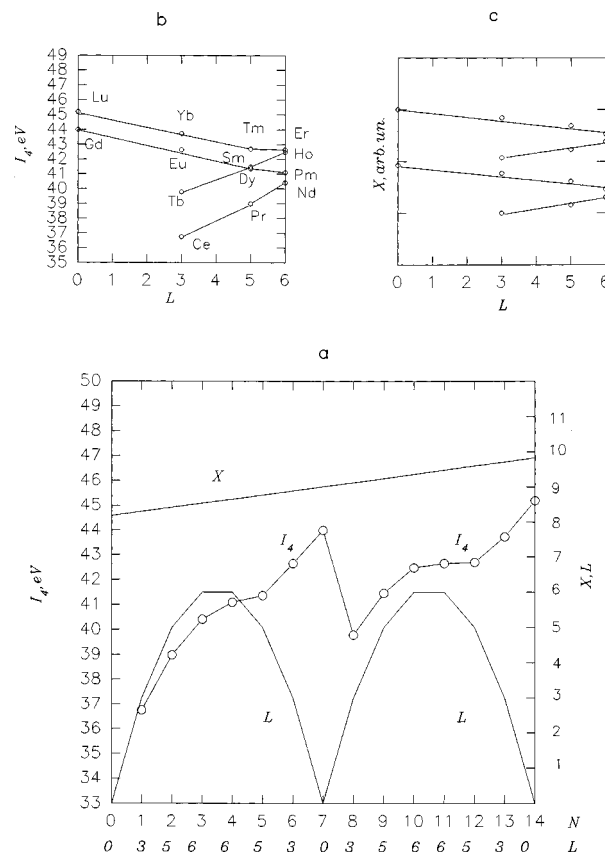 b
c
49
48
47
46
45
44
43
42
41
40
39
38
37
36
35
I₄, eV
Lu
Yb
Tm
Er
Gd
Eu
Sm
Ho
Dy
Pm
Tb
Nd
Pr
Ce
0 1 2 3 4 5 6
L
X, arb. un.
0 1 2 3 4 5 6
L
a
50
49
48
47
46
45
44
43
42
41
40
39
38
37
36
35
34
33
I₄, eV
X
I₄
I₄
L
L
11
10
9
8
7
6
5
4
3
2
1
X, L
0 1 2 3 4 5 6 7 8 9 10 11 12 13 14 N
0 3 5 6 6 5 3 0 3 5 6 6 5 3 0 L